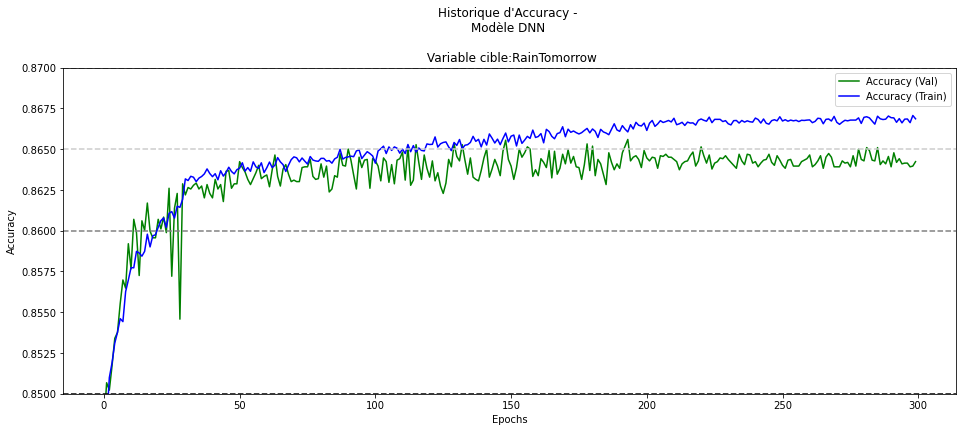 Historique d'Accuracy -
Modèle DNN
Variable cible:RainTomorrow
Accuracy (Val)
Accuracy (Train)
0.8700
0.8675
0.8650
0.8625
0.8600
0.8575
0.8550
0.8525
0.8500
Accuracy
0
50
100
150
200
250
300
Epochs